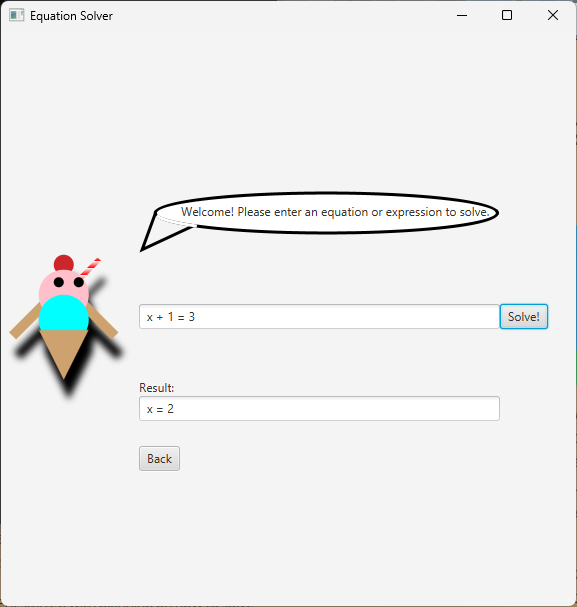 Equation Solver
Welcome! Please enter an equation or expression to solve.
x + 1 = 3
Solve!
Result:
x = 2
Back